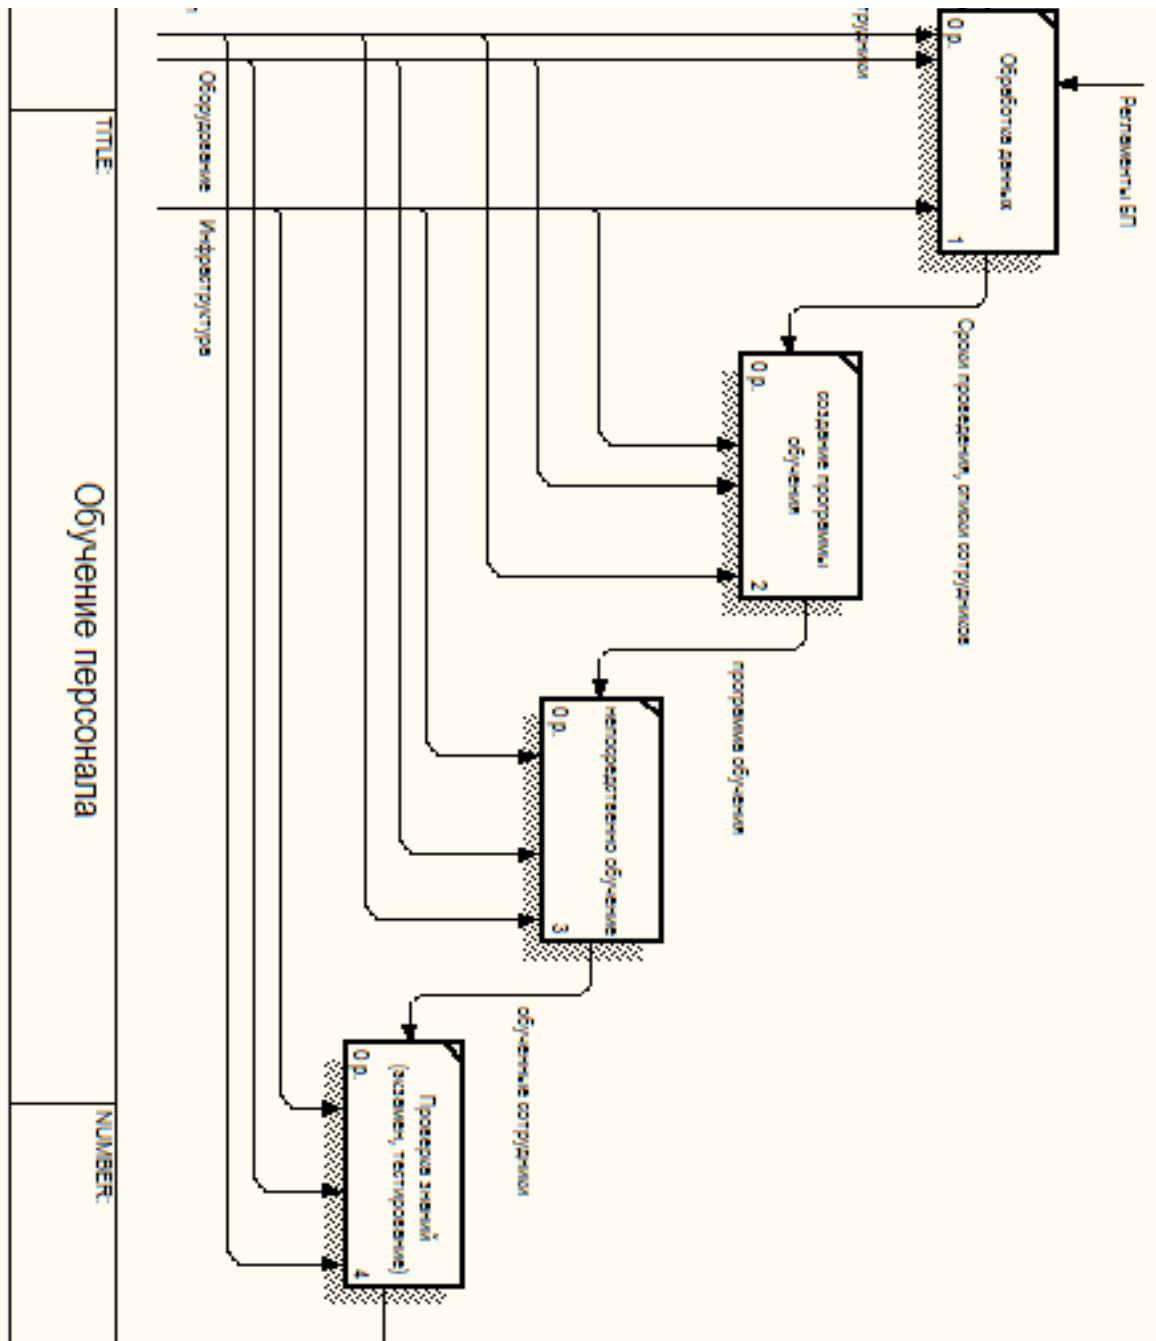 Регламенты БП
0 р.
Обработка данных
1
Сроки проведения, списки сотрудников
0 р.
создание программы
обучения
2
программа обучения
0 р.
непосредственно обучение
3
обученные сотрудники
0 р.
Проверка знаний
(экзамен, тестирование)
4
Оборудование
Инфраструктура
TITLE:
Обучение персонала
NUMBER: